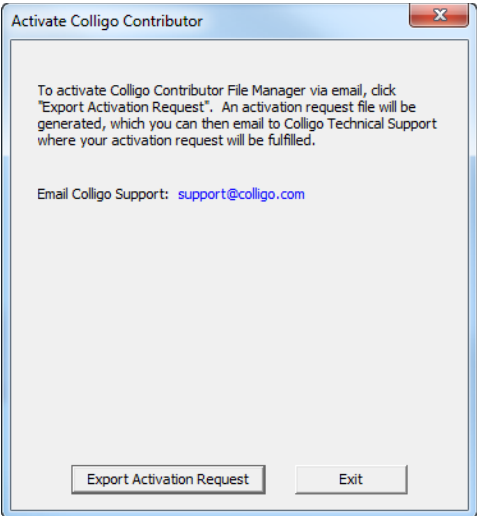 Activate Colligo Contributor
To activate Colligo Contributor File Manager via email, click
"Export Activation Request".  An activation request file will be
generated, which you can then email to Colligo Technical Support
where your activation request will be fulfilled.
Email Colligo Support:  support@colligo.com
Export Activation Request
Exit